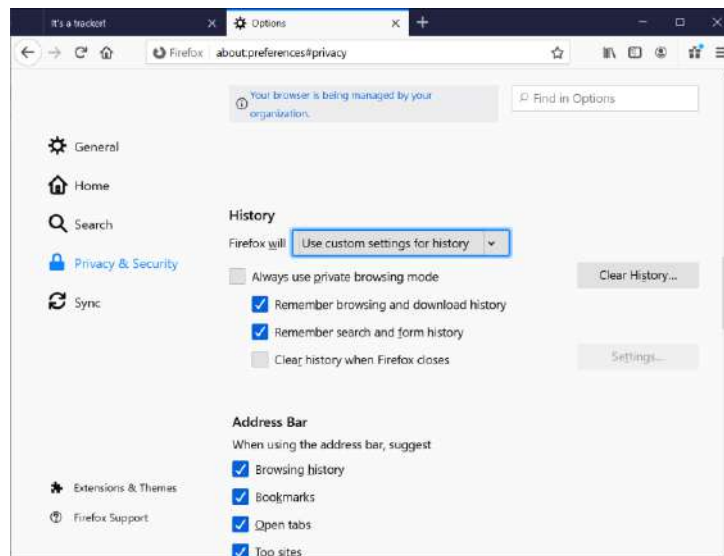 It's a tracker!
Options
Firefox about:preferences#privacy
Your browser is being managed by your
organization.
Find in Options
General
Home
Search
Privacy & Security
Sync
History
Firefox will Use custom settings for history
Always use private browsing mode
Clear History...
Remember browsing and download history
Remember search and form history
Clear history when Firefox closes
Settings...
Address Bar
When using the address bar, suggest
Browsing history
Bookmarks
Open tabs
Top sites
Extensions & Themes
Firefox Support